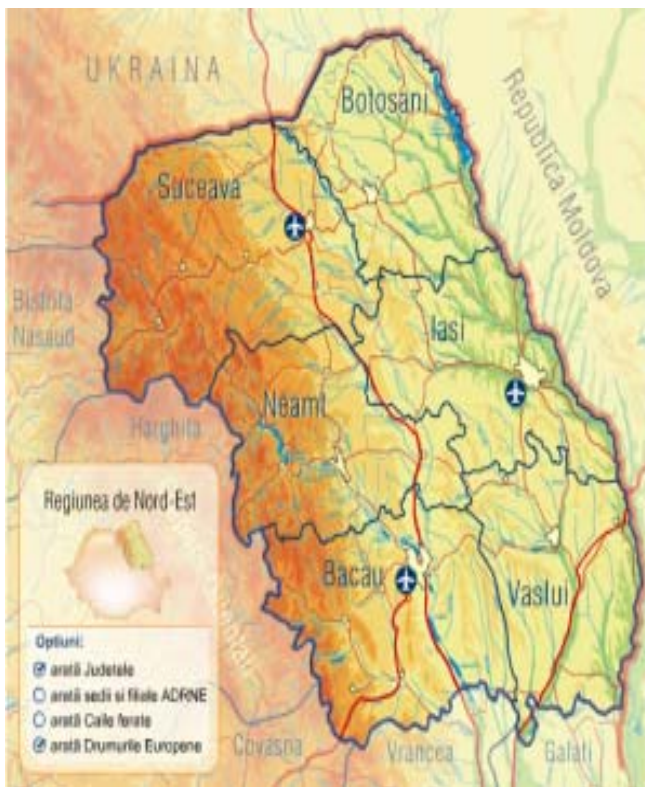 UKRAINA
Botosani
Republica Moldova
Suceava
Bistrita
Nasaud
Iasi
Neamt
Harghita
Regiunea de Nord-Est
Bacau
Vaslui
Optiuni:
arată Judetele
arată sedii si filiale ADRNE
arată Caile ferate
arată Drumurile Europene
Covasna
Vrancea
Galati